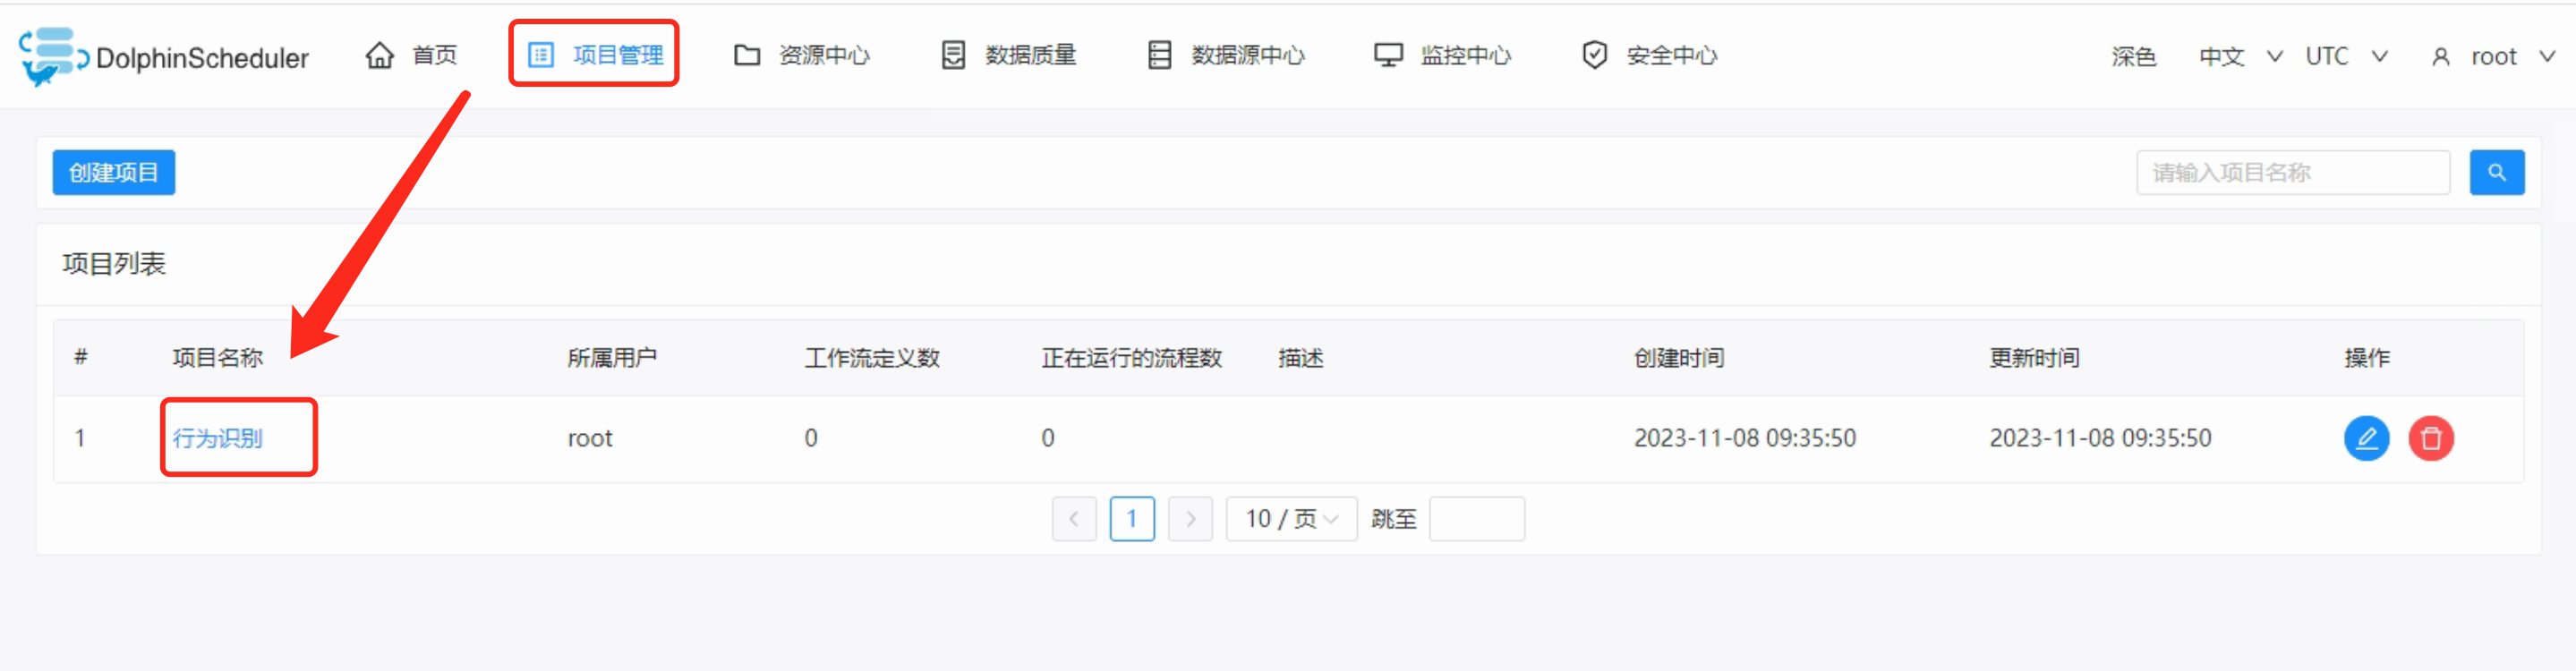 DolphinScheduler 首页 项目管理 资源中心 数据质量 数据源中心 监控中心 安全中心 深色 中文 UTC root
创建项目 请输入项目名称
项目列表
# 项目名称 所属用户 工作流定义数 正在运行的流程数 描述 创建时间 更新时间 操作
1 行为识别 root 0 0 2023-11-08 09:35:50 2023-11-08 09:35:50
1 10 / 页 跳至